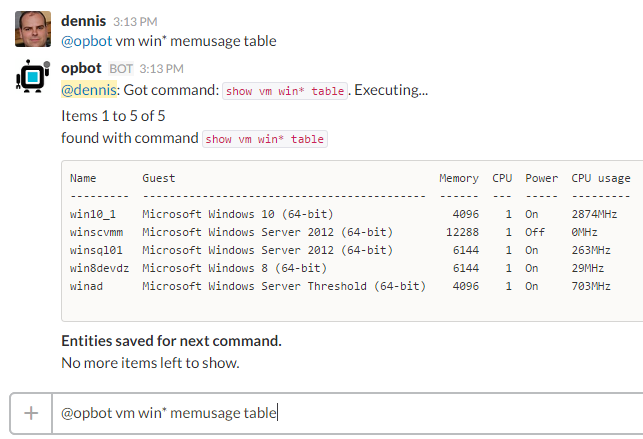 dennis 3:13 PM
@opbot vm win* memusage table
opbot BOT 3:13 PM
@dennis: Got command: show vm win* table. Executing...
Items 1 to 5 of 5
found with command show vm win* table
Name Guest Memory CPU Power CPU usage
--------- ---------------------------------------- ------ --- ----- ---------
win10_1 Microsoft Windows 10 (64-bit) 4096 1 On 2874MHz
winscvmm Microsoft Windows Server 2012 (64-bit) 12288 1 Off 0MHz
winsql01 Microsoft Windows Server 2012 (64-bit) 6144 1 On 263MHz
win8devdz Microsoft Windows 8 (64-bit) 6144 1 On 29MHz
winad Microsoft Windows Server Threshold (64-bit) 4096 1 On 703MHz
Entities saved for next command.
No more items left to show.
+ @opbot vm win* memusage table